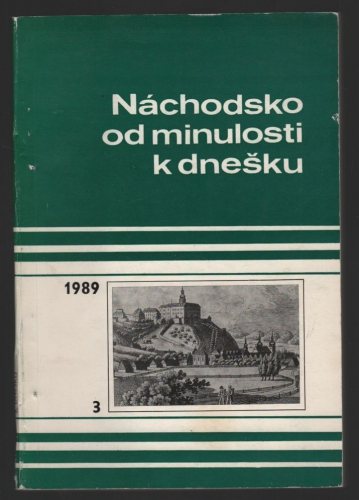 Náchodsko
od minulosti
k dnešku
1989
3